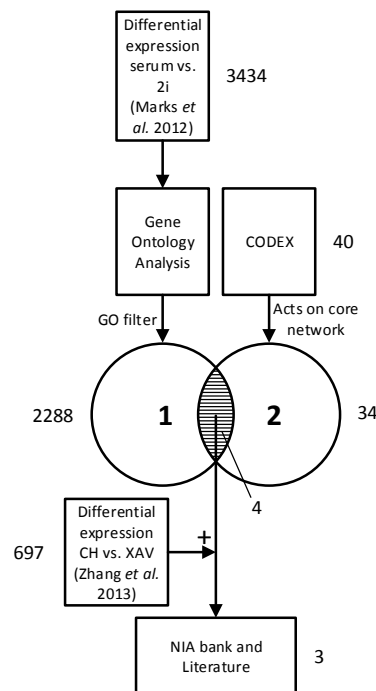 Differential
expression
serum vs.
2i
(Marks et
al. 2012)
3434
Gene
Ontology
Analysis
CODEX
40
GO filter
Acts on core
network
2288
1
2
34
4
Differential
expression
CH vs. XAV
(Zhang et al.
2013)
697
+
NIA bank and
Literature
3